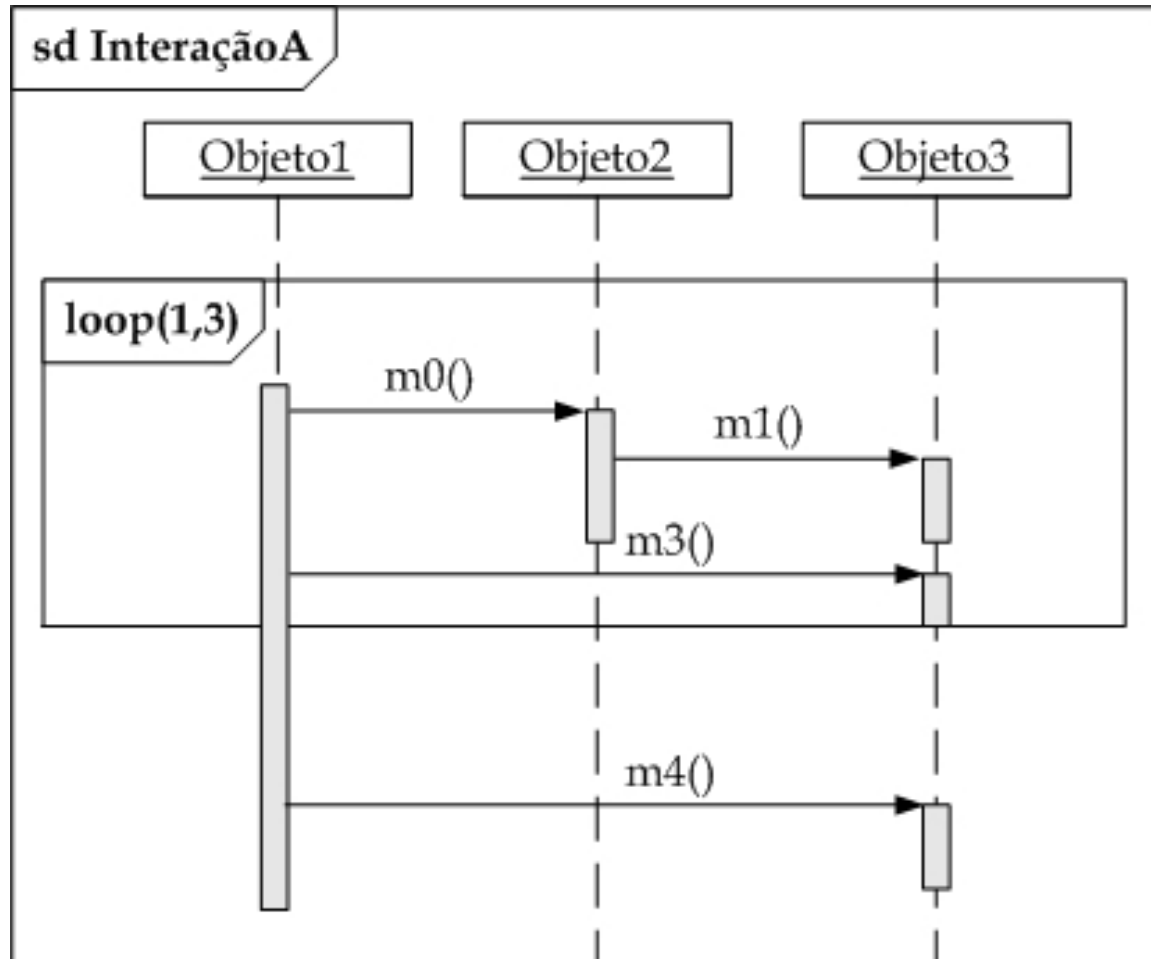 sd InteraçãoA
Objeto1
Objeto2
Objeto3
loop(1,3)
m0()
m1()
m3()
m4()